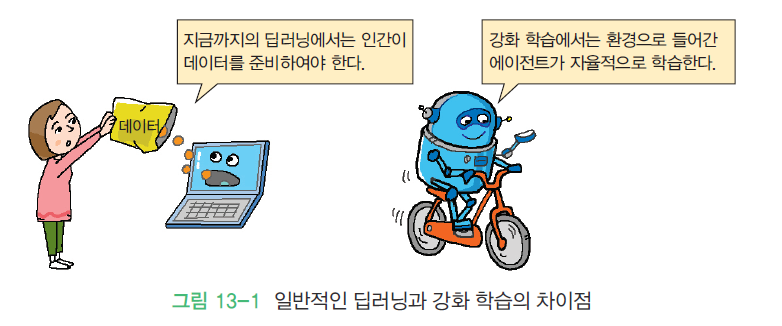 지금까지의 딥러닝에서는 인간이
데이터를 준비하여야 한다.
강화 학습에서는 환경으로 들어간
에이전트가 자율적으로 학습한다.
데이터
그림 13-1 일반적인 딥러닝과 강화 학습의 차이점